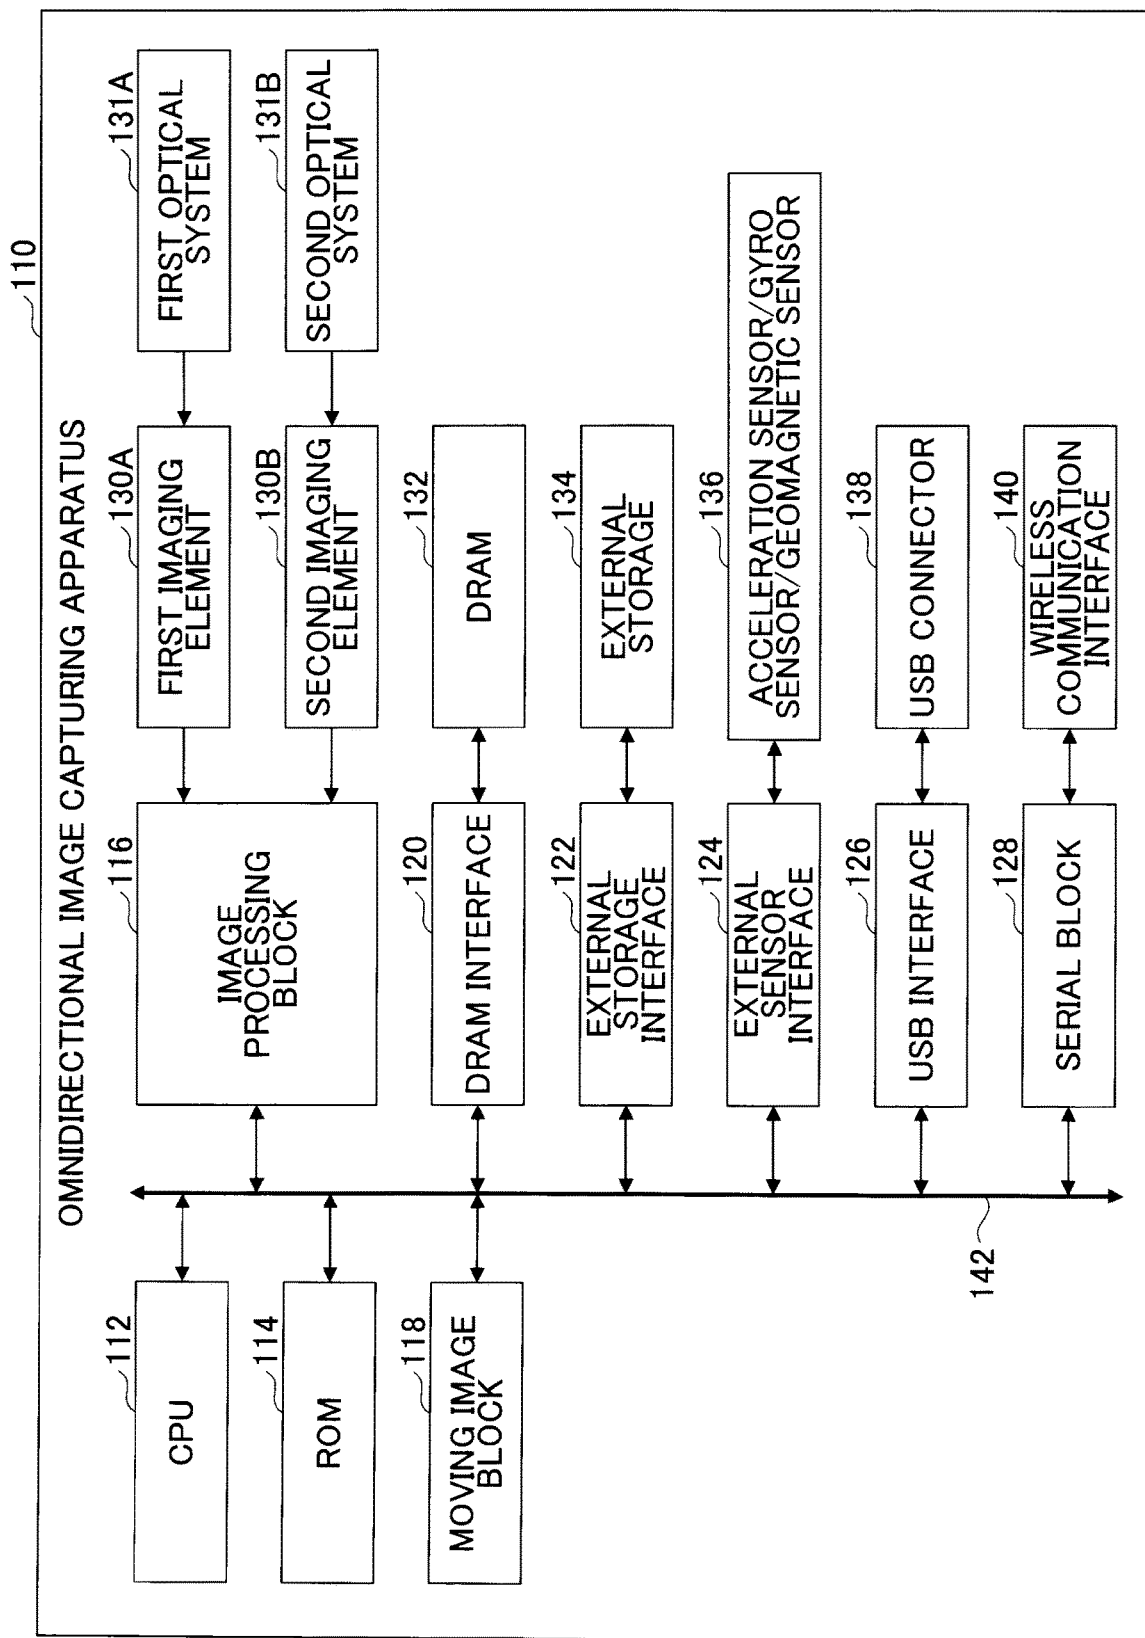 110
OMNIDIRECTIONAL IMAGE CAPTURING APPARATUS
112
CPU
114
ROM
118
MOVING IMAGE
BLOCK
142
116
IMAGE
PROCESSING
BLOCK
120
DRAM INTERFACE
122
EXTERNAL
STORAGE
INTERFACE
124
EXTERNAL
SENSOR
INTERFACE
126
USB INTERFACE
128
SERIAL BLOCK
130A
FIRST IMAGING
ELEMENT
130B
SECOND IMAGING
ELEMENT
132
DRAM
134
EXTERNAL
STORAGE
136
ACCELERATION SENSOR/GYRO
SENSOR/GEOMAGNETIC SENSOR
138
USB CONNECTOR
140
WIRELESS
COMMUNICATION
INTERFACE
131A
FIRST OPTICAL
SYSTEM
131B
SECOND OPTICAL
SYSTEM